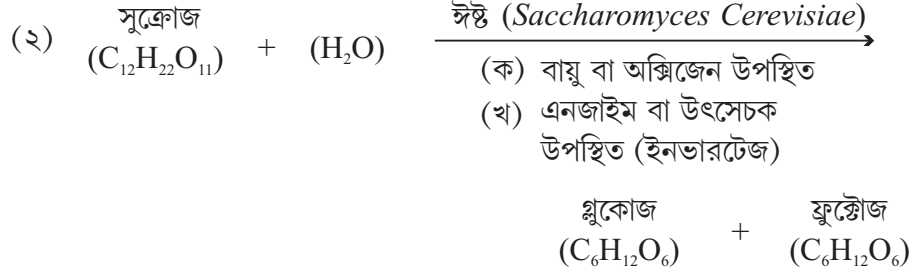 (২) সুক্রোজ (C₁₂H₂₂O₁₁) + (H₂O) ঈষ্ট (Saccharomyces Cerevisiae)
(ক) বায়ু বা অক্সিজেন উপস্থিত
(খ) এনজাইম বা উৎসেচক
উপস্থিত (ইনভারটেজ)
গ্লুকোজ + ফ্রুক্টোজ
(C₆H₁₂O₆) (C₆H₁₂O₆)